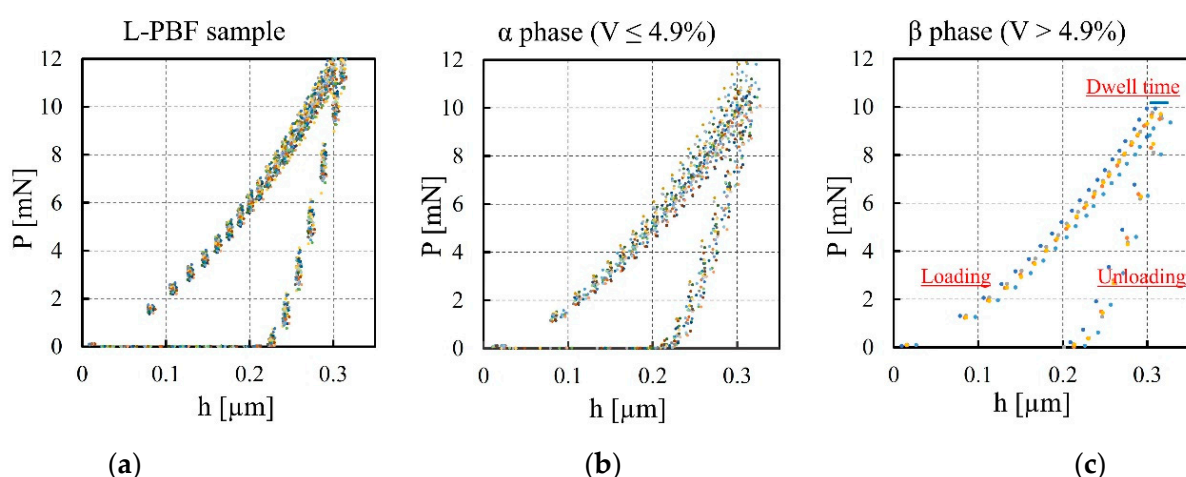 L-PBF sample
α phase (V ≤ 4.9%)
β phase (V > 4.9%)
12
10
8
6
4
2
0
P [mN]
0
0.1
0.2
0.3
h [µm]
12
10
8
6
4
2
0
P [mN]
0
0.1
0.2
0.3
h [µm]
12
10
8
6
4
2
0
P [mN]
Dwell time
Loading
Unloading
0
0.1
0.2
0.3
h [µm]
(a)
(b)
(c)